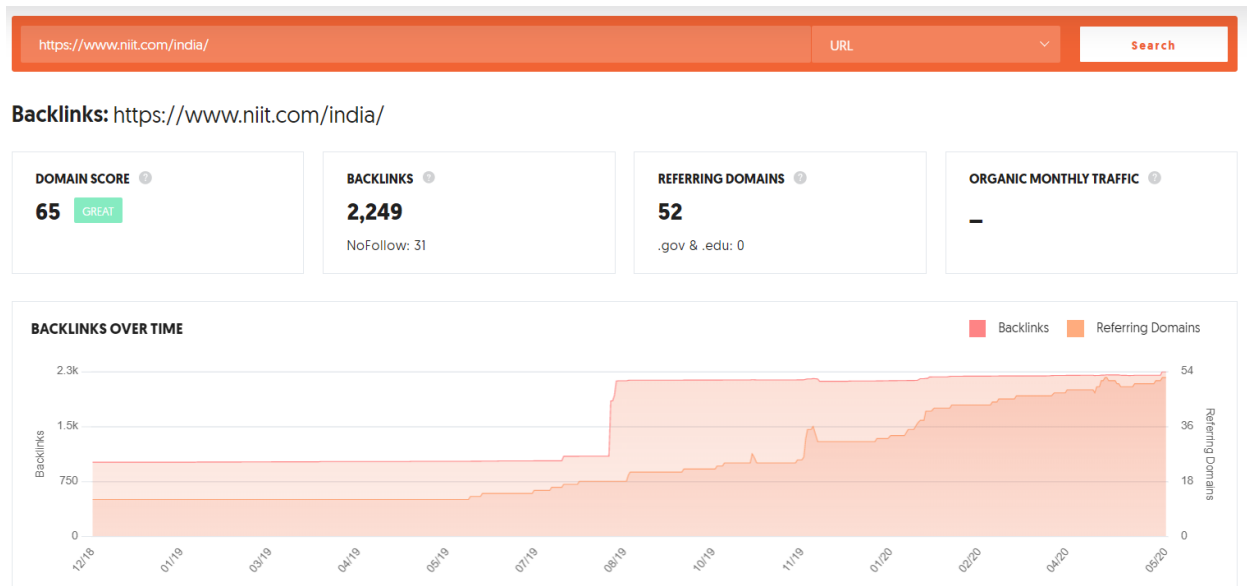 https://www.niit.com/india/ URL Search
Backlinks: https://www.niit.com/india/
DOMAIN SCORE ? BACKLINKS ? REFERRING DOMAINS ? ORGANIC MONTHLY TRAFFIC ?
65 GREAT 2,249 52 –
NoFollow: 31 .gov & .edu: 0
BACKLINKS OVER TIME Backlinks Referring Domains
2.3k 54
1.5k 36
750 18
0 0
Backlinks
Referring Domains
12/18 01/19 03/19 04/19 05/19 07/19 08/19 10/19 11/19 01/20 02/20 04/20 05/20